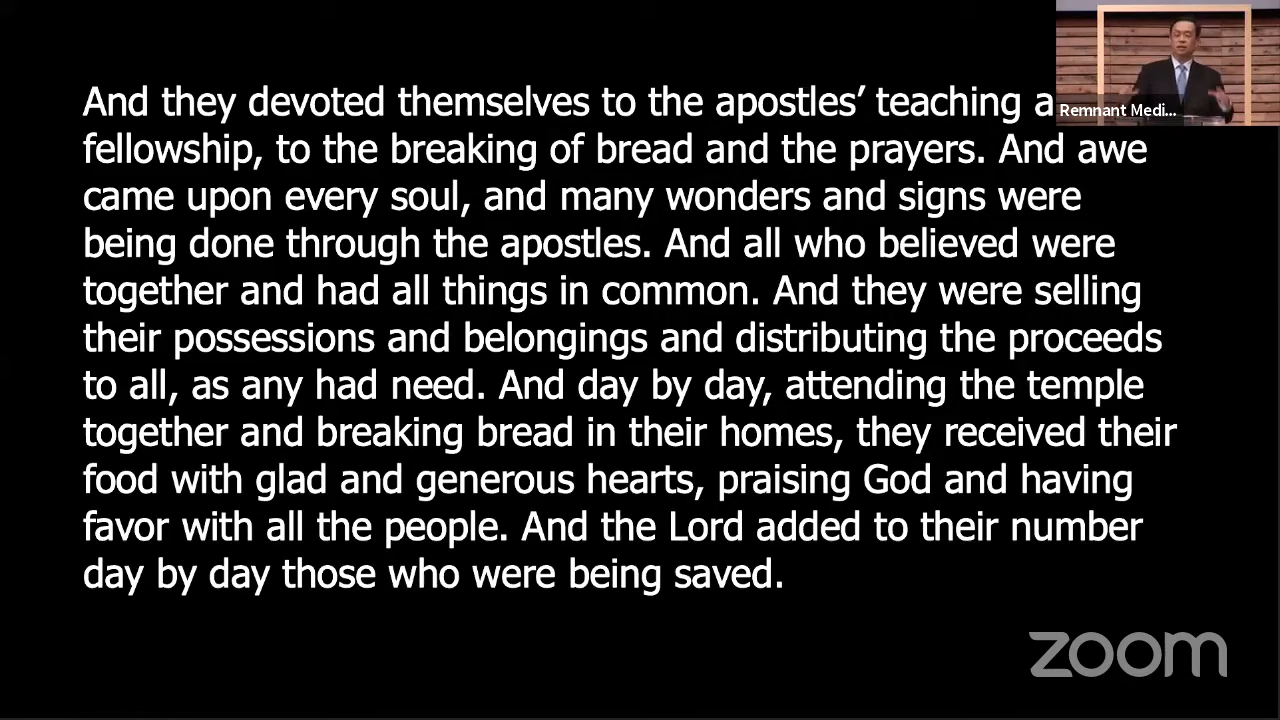 And they devoted themselves to the apostles’ teaching a
fellowship, to the breaking of bread and the prayers. And awe
came upon every soul, and many wonders and signs were
being done through the apostles. And all who believed were
together and had all things in common. And they were selling
their possessions and belongings and distributing the proceeds
to all, as any had need. And day by day, attending the temple
together and breaking bread in their homes, they received their
food with glad and generous hearts, praising God and having
favor with all the people. And the Lord added to their number
day by day those who were being saved.
Remnant Medi...
zoom